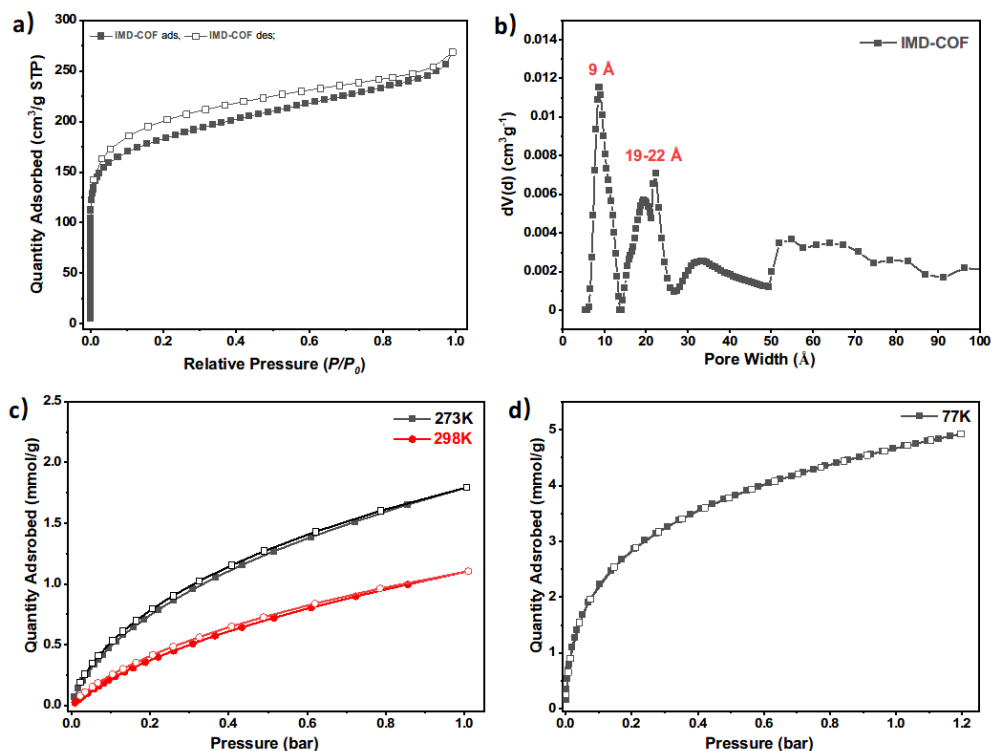 a)
IMD-COF ads, IMD-COF des;
300
250
200
150
100
50
0
0.0 0.2 0.4 0.6 0.8 1.0
Quantity Adsorbed (cm³/g STP)
Relative Pressure (P/P₀)
b)
IMD-COF
9 Å
19-22 Å
0.014
0.012
0.010
0.008
0.006
0.004
0.002
0.000
0 10 20 30 40 50 60 70 80 90 100
dV(d) (cm³g⁻¹)
Pore Width (Å)
c)
273K
298K
2.5
2.0
1.5
1.0
0.5
0.0
0.0 0.2 0.4 0.6 0.8 1.0
Quantity Adsrobed (mmol/g)
Pressure (bar)
d)
77K
5
4
3
2
1
0
0.0 0.2 0.4 0.6 0.8 1.0 1.2
Quantity Adsrobed (mmol/g)
Pressure (bar)